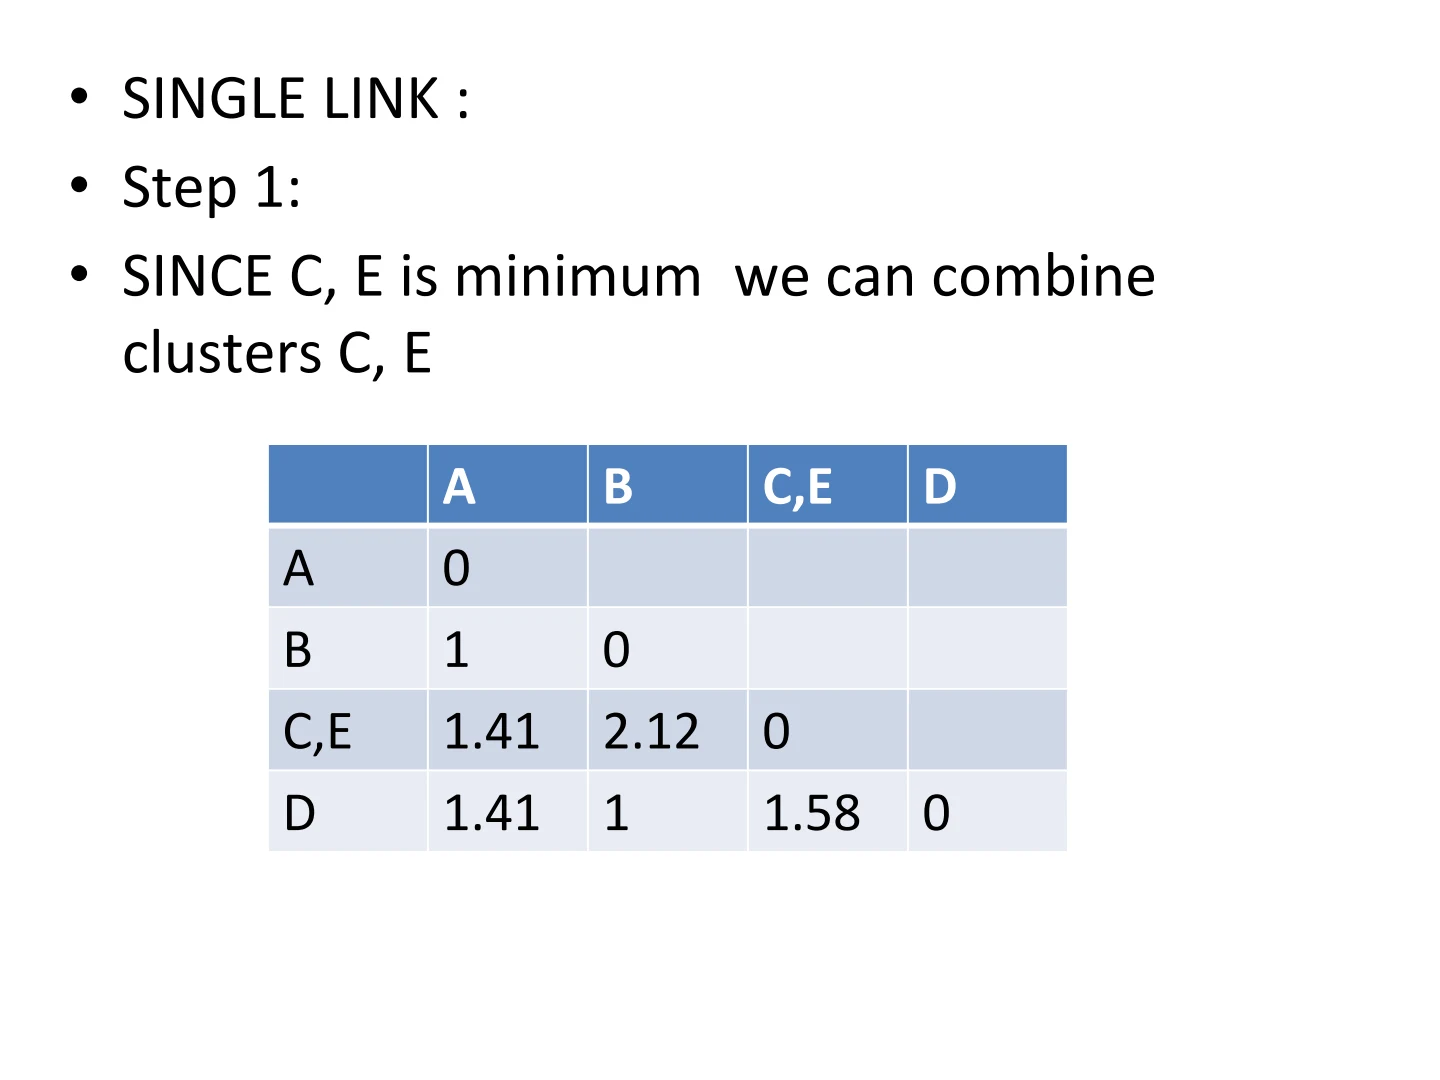 • SINGLE LINK :
• Step 1:
• SINCE C, E is minimum  we can combine
clusters C, E
A B C,E D
A 0
B 1 0
C,E 1.41 2.12 0
D 1.41 1 1.58 0